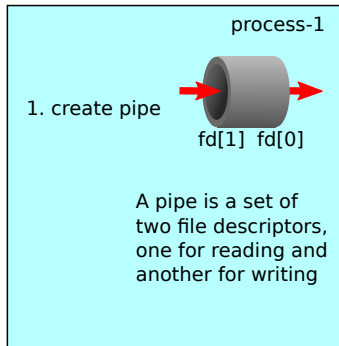 process-1
1. create pipe
fd[1] fd[0]
A pipe is a set of
two file descriptors,
one for reading and
another for writing